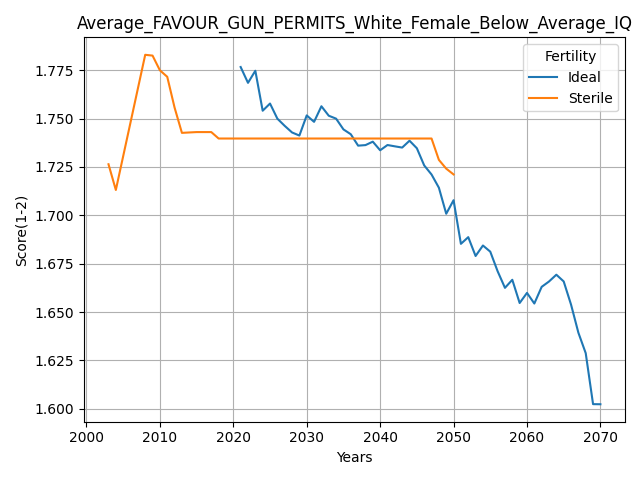 Average_FAVOUR_GUN_PERMITS_White_Female_Below_Average_IQ
Fertility
Ideal
Sterile
1.775
1.750
1.725
1.700
1.675
1.650
1.625
1.600
Score(1-2)
2000 2010 2020 2030 2040 2050 2060 2070
Years